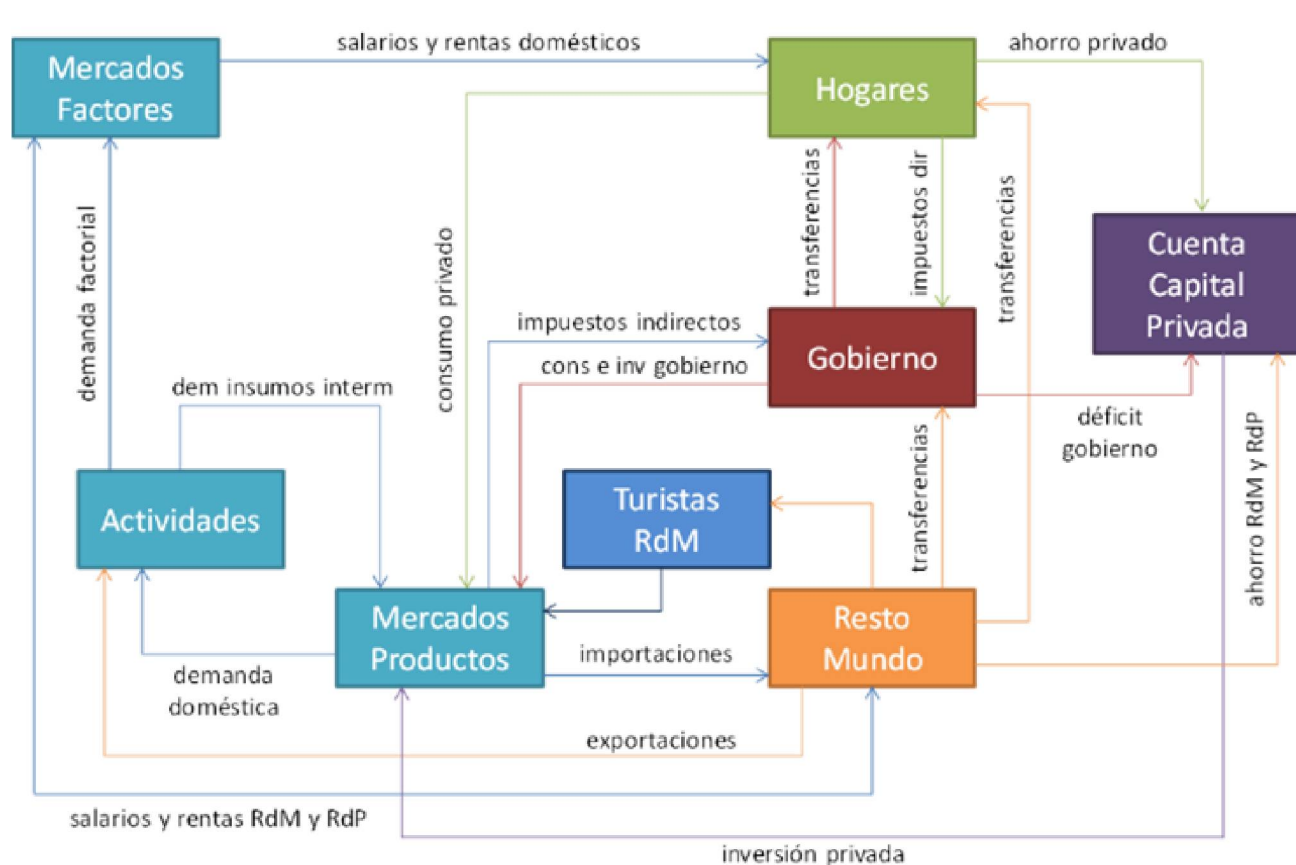 salarios y rentas domésticos
ahorro privado
Mercados
Factores
Hogares
demanda factorial
consumo privado
transferencias
impuestos dir
transferencias
Cuenta
Capital
Privada
impuestos indirectos
cons e inv gobierno
Gobierno
dem insumos interm
déficit
gobierno
Actividades
Turistas
RdM
transferencias
ahorro RdM y RdP
Mercados
Productos
Resto
Mundo
importaciones
demanda
doméstica
exportaciones
salarios y rentas RdM y RdP
inversión privada